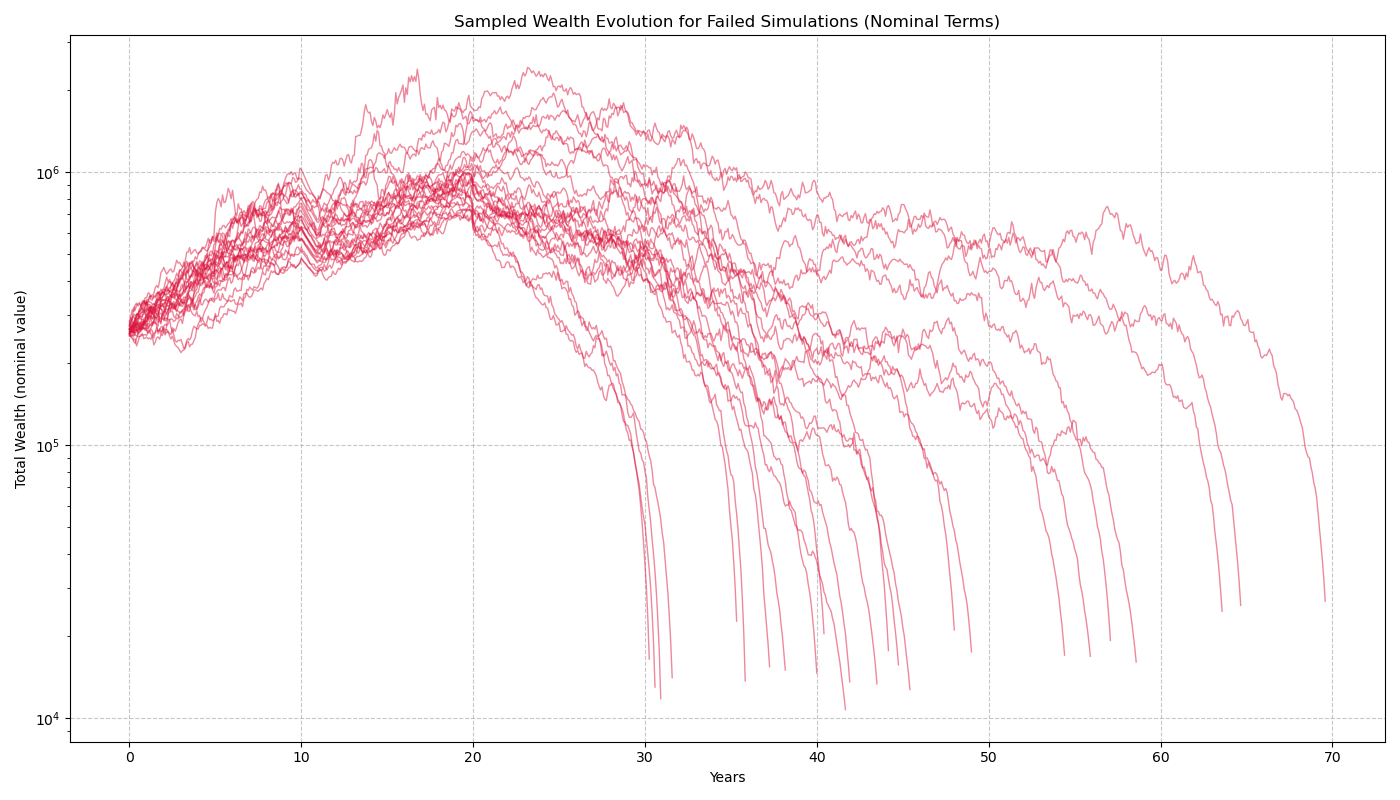 Sampled Wealth Evolution for Failed Simulations (Nominal Terms)
Total Wealth (nominal value)
10⁶
10⁵
10⁴
0 10 20 30 40 50 60 70
Years